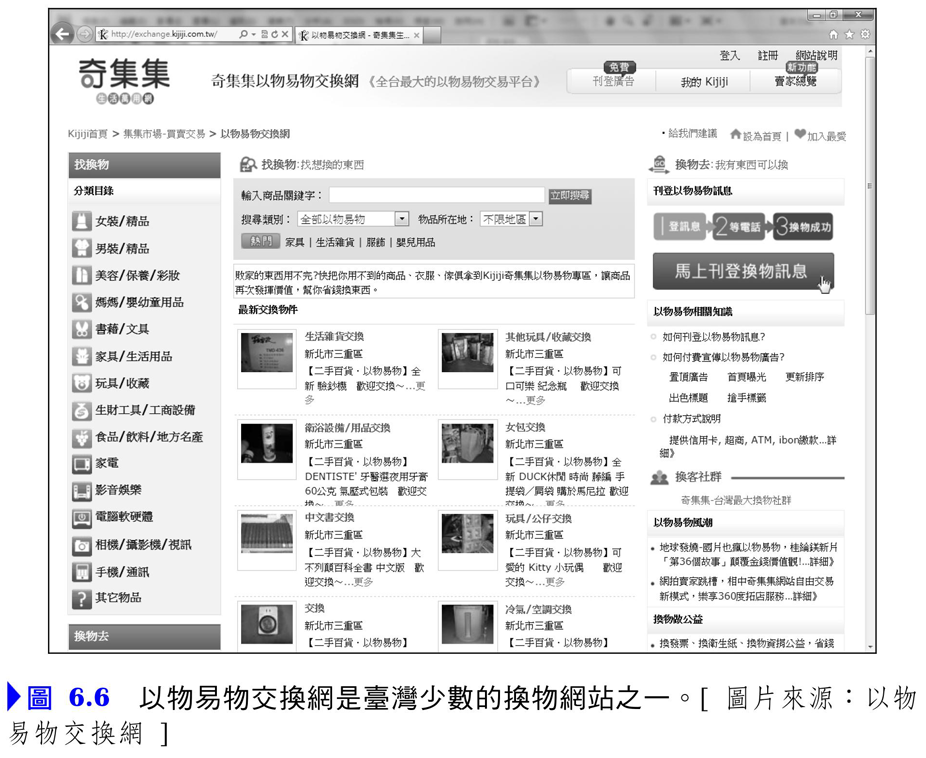 http://exchange.kijiji.com.tw/
以物易物交換網 - 奇集集生...
登入 註冊 網站說明
奇集集
生活萬用網
奇集集以物易物交換網《全台最大的以物易物交易平台》
免費
刊登廣告
我的 Kijiji
新功能
賣家總覽
Kijiji首頁 > 集集市場-買賣交易 > 以物易物交換網
給我們建議 設為首頁 | 加入最愛
找換物
分類目錄
女裝/精品
男裝/精品
美容/保養/彩妝
媽媽/嬰幼童用品
書籍/文具
家具/生活用品
玩具/收藏
生財工具/工商設備
食品/飲料/地方名產
家電
影音娛樂
電腦軟硬體
相機/攝影機/視訊
手機/通訊
其它物品
換物去
找換物:找想換的東西
輸入商品關鍵字： 立即搜尋
搜尋類別： 全部以物易物 物品所在地： 不限地區
熱門 家具 | 生活雜貨 | 服飾 | 嬰兒用品
敗家的東西用不完?快把你用不到的商品、衣服、傢俱拿到Kijiji奇集集以物易物專區，讓商品
再次發揮價值，幫你省錢換東西。
最新交換物件
生活雜貨交換
新北市三重區
【二手百貨．以物易物】全
新 驗鈔機 歡迎交換～...更
多
其他玩具/收藏交換
新北市三重區
【二手百貨．以物易物】可
口可樂 紀念瓶 歡迎交換
～...更多
衛浴設備/用品交換
新北市三重區
【二手百貨．以物易物】
DENTISTE' 牙醫選夜用牙膏
60公克 氣壓式包裝 歡迎交
換～...更多
女包交換
新北市三重區
【二手百貨．以物易物】全
新 DUCK休閒 時尚 藤編 手
提袋／肩袋 購於馬尼拉 歡迎
交換～...更多
中文書交換
新北市三重區
【二手百貨．以物易物】大
不列顛百科全書 中文版 歡
迎交換～...更多
玩具/公仔交換
新北市三重區
【二手百貨．以物易物】可
愛的 Kitty 小玩偶 歡迎
交換～...更多
交換
新北市三重區
【二手百貨．以物易物】
冷氣/空調交換
新北市三重區
【二手百貨．以物易物】
換物去:我有東西可以換
刊登以物易物訊息
登訊息 2等電話 3換物成功
馬上刊登換物訊息
以物易物相關知識
如何刊登以物易物訊息?
如何付費宣傳以物易物廣告?
置頂廣告 首頁曝光 更新排序
出色標題 搶手標籤
付款方式說明
提供信用卡, 超商, ATM, ibon繳款...詳
細》
換客社群
奇集集-台灣最大換物社群
以物易物風潮
地球發燒-國片也瘋以物易物，桂綸鎂新片
「第36個故事」顛覆金錢價值觀!...詳細》
網拍賣家跳槽，相中奇集集網站自由交易
新模式，樂享360度拓店服務...詳細》
換物做公益
換發票、換衛生紙、換物資捐公益，省錢
圖 6.6 以物易物交換網是臺灣少數的換物網站之一。[ 圖片來源：以物
易物交換網 ]